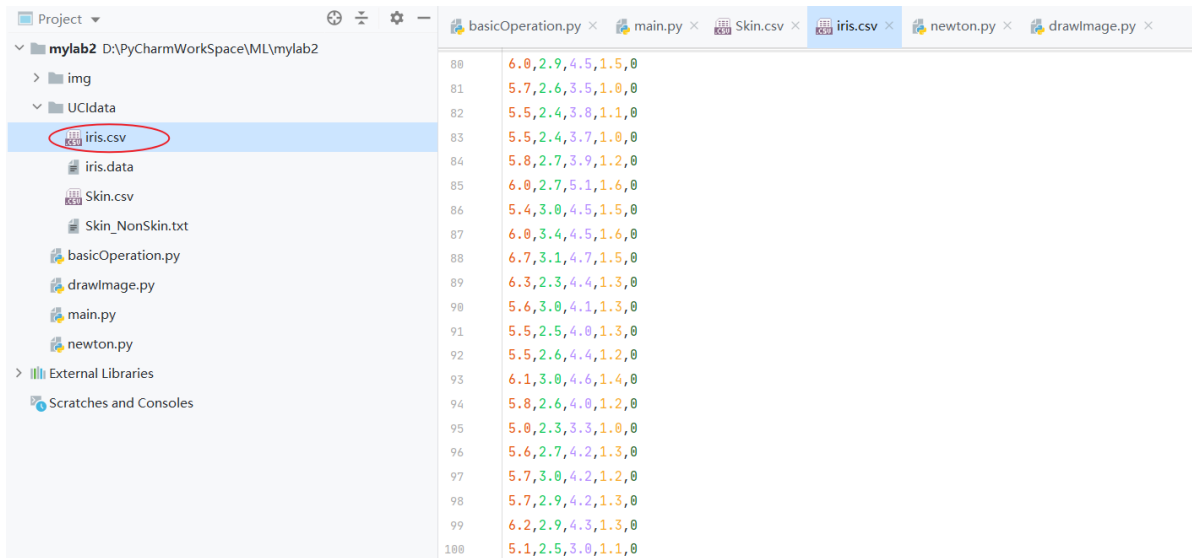 Project
mylab2 D:\PyCharmWorkSpace\ML\mylab2
img
UCIdata
iris.csv
iris.data
Skin.csv
Skin_NonSkin.txt
basicOperation.py
drawImage.py
main.py
newton.py
External Libraries
Scratches and Consoles
basicOperation.py main.py Skin.csv iris.csv newton.py drawImage.py
80 6.0,2.9,4.5,1.5,0
81 5.7,2.6,3.5,1.0,0
82 5.5,2.4,3.8,1.1,0
83 5.5,2.4,3.7,1.0,0
84 5.8,2.7,3.9,1.2,0
85 6.0,2.7,5.1,1.6,0
86 5.4,3.0,4.5,1.5,0
87 6.0,3.4,4.5,1.6,0
88 6.7,3.1,4.7,1.5,0
89 6.3,2.3,4.4,1.3,0
90 5.6,3.0,4.1,1.3,0
91 5.5,2.5,4.0,1.3,0
92 5.5,2.6,4.4,1.2,0
93 6.1,3.0,4.6,1.4,0
94 5.8,2.6,4.0,1.2,0
95 5.0,2.3,3.3,1.0,0
96 5.6,2.7,4.2,1.3,0
97 5.7,3.0,4.2,1.2,0
98 5.7,2.9,4.2,1.3,0
99 6.2,2.9,4.3,1.3,0
100 5.1,2.5,3.0,1.1,0